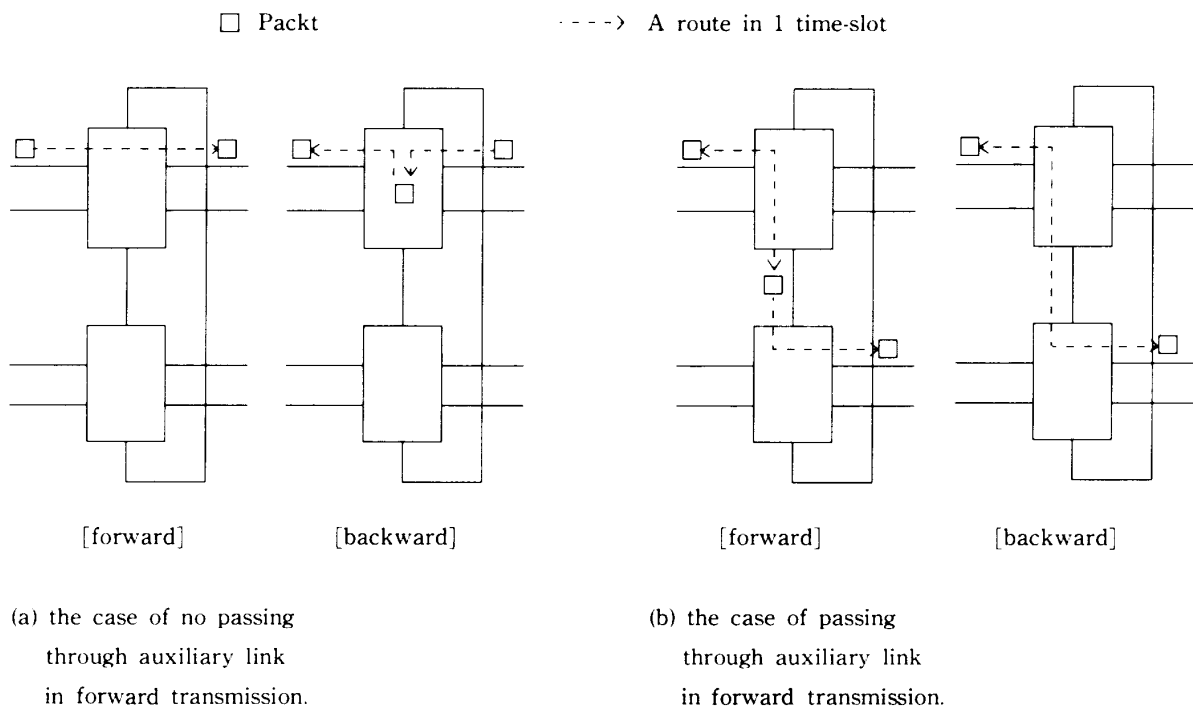 Packt
A route in 1 time-slot
[forward]
[backward]
[forward]
[backward]
(a) the case of no passing
through auxiliary link
in forward transmission.
(b) the case of passing
through auxiliary link
in forward transmission.